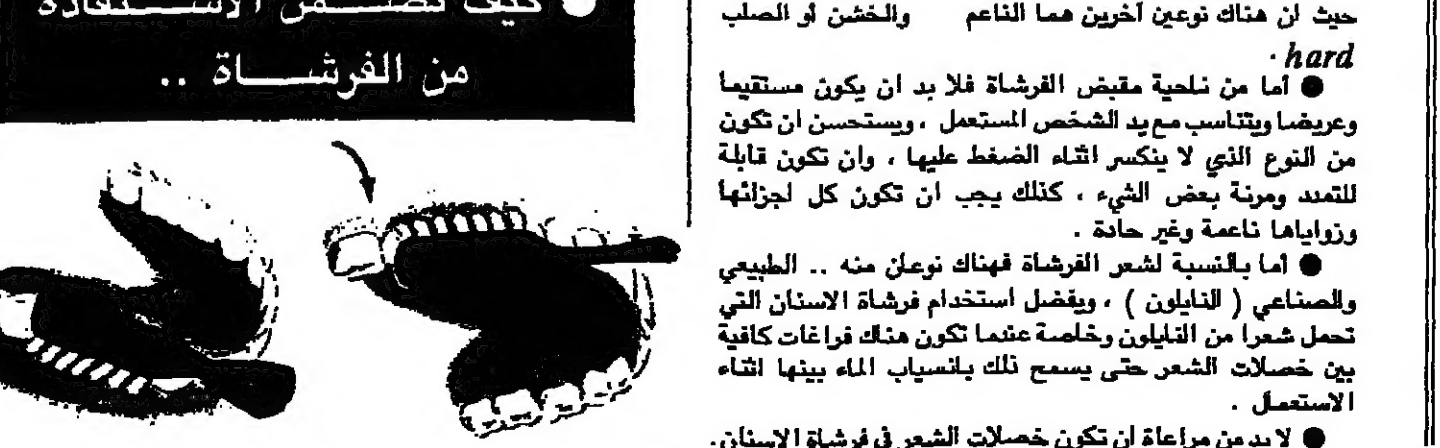 حيث ان هناك نوعين آخرين هما الناعم والخشن او الصلب
hard .
● أما من ناحية مقبض الفرشاة فلا بد ان يكون مستقيما
وعريضا ويتناسب مع يد الشخص المستعمل ، ويستحسن ان تكون
من النوع الذي لا ينكسر اثناء الضغط عليها ، وان تكون قابلة
للتمدد ومرنة بعض الشيء ، كذلك يجب ان تكون كل اجزائها
وزواياها ناعمة وغير حادة .
● أما بالنسبة لشعر الفرشاة فهناك نوعان منه .. الطبيعي
والصناعي ( النايلون ) ، ويفضل استخدام فرشاة الاسنان التي
تحمل شعرا من النايلون وخاصة عندما تكون هناك فراغات كافية
بين خصلات الشعر حتى يسمح ذلك بانسياب الماء بينها اثناء
الاستعمال .
● لا بد من مراعاة ان تكون خصلات الشعر في فرشاة الاسنان .
● كيف تضمن الاستفادة
من الفرشاة ..